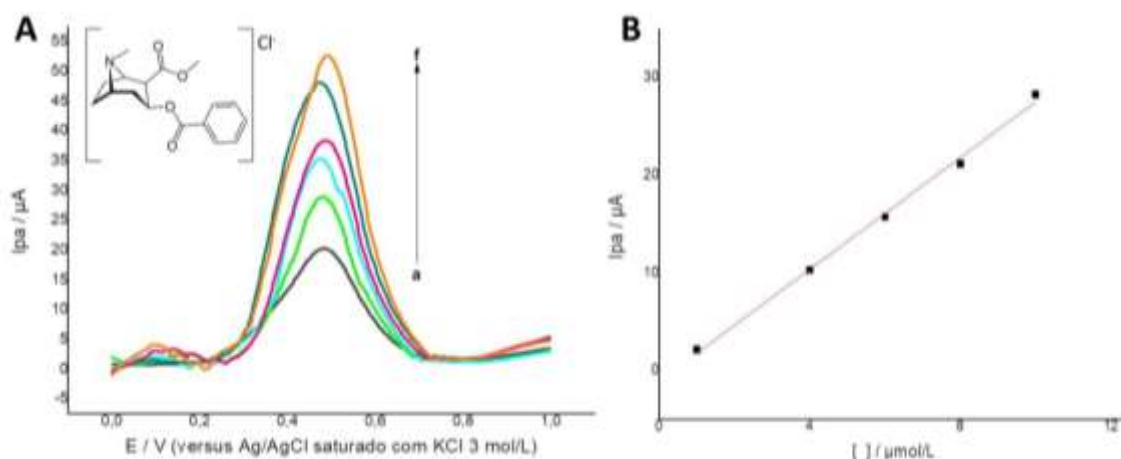 A
55
50
45
40
35
30
25
20
15
10
5
0
-5
Ipa / µA
N
O
O
O
O
Cl-
f
a
0,0 0,2 0,4 0,6 0,8 1,0
E / V (versus Ag/AgCl saturado com KCl 3 mol/L)
B
30
20
10
0
Ipa / µA
4 8 12
[ ] / µmol/L